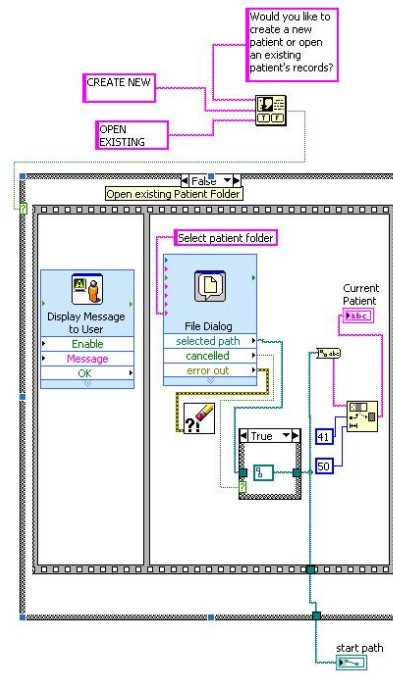 Would you like to
create a new
patient or open
an existing
patient's records?
CREATE NEW
OPEN
EXISTING
T F
False
Open existing Patient Folder
?
Select patient folder
Display Message
to User
Enable
Message
OK
File Dialog
selected path
cancelled
error out
?!
Current
Patient
abc
abc
True
?
41
50
start path